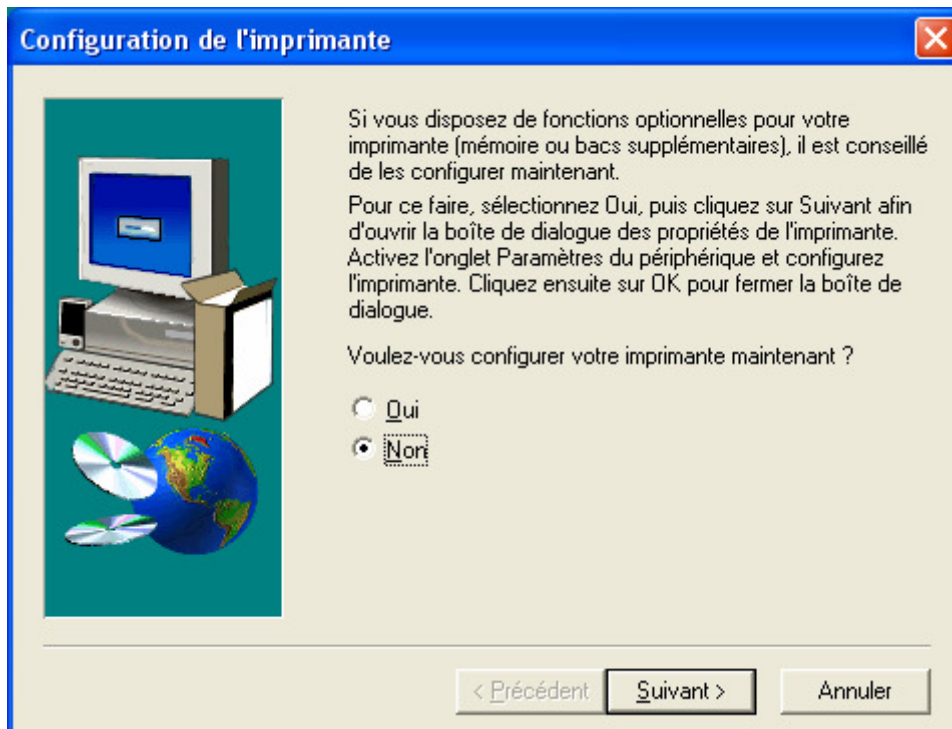 Configuration de l'imprimante
Si vous disposez de fonctions optionnelles pour votre
imprimante (mémoire ou bacs supplémentaires), il est conseillé
de les configurer maintenant.
Pour ce faire, sélectionnez Oui, puis cliquez sur Suivant afin
d'ouvrir la boîte de dialogue des propriétés de l'imprimante.
Activez l'onglet Paramètres du périphérique et configurez
l'imprimante. Cliquez ensuite sur OK pour fermer la boîte de
dialogue.
Voulez-vous configurer votre imprimante maintenant ?
Oui
Non
< Précédent
Suivant >
Annuler